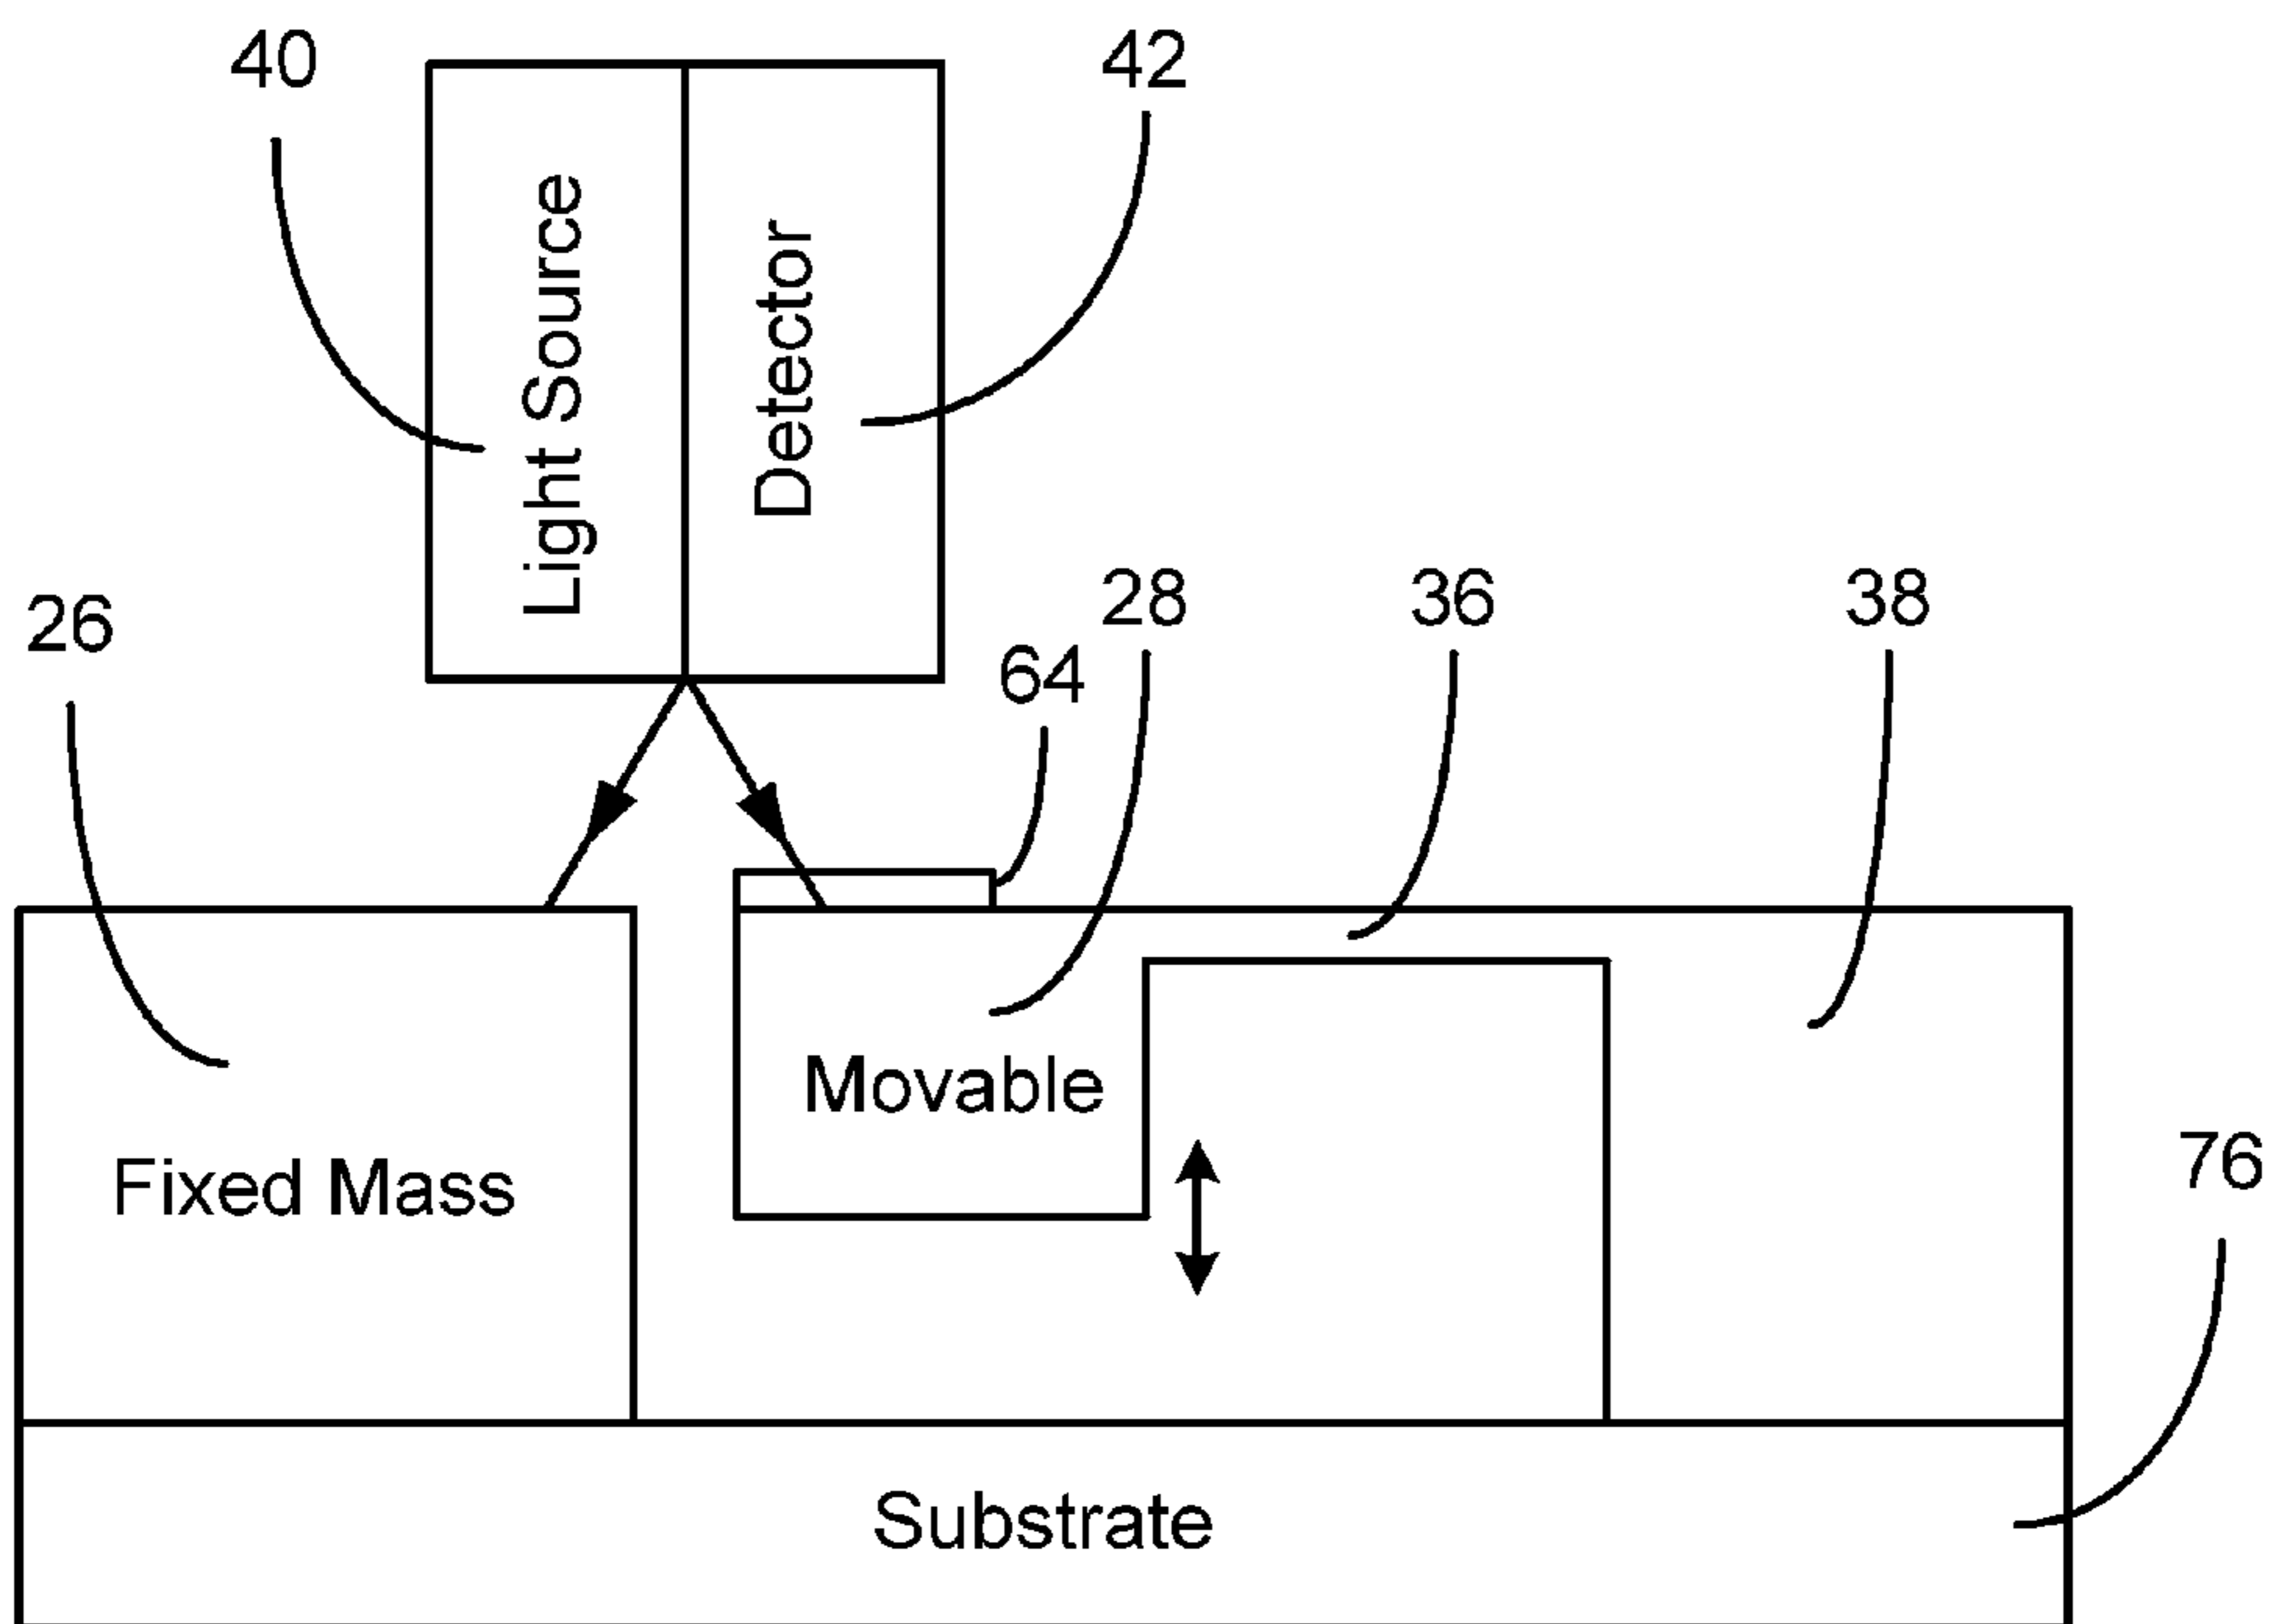 40
42
Light Source
Detector
26
28
36
38
64
Movable
76
Fixed Mass
Substrate